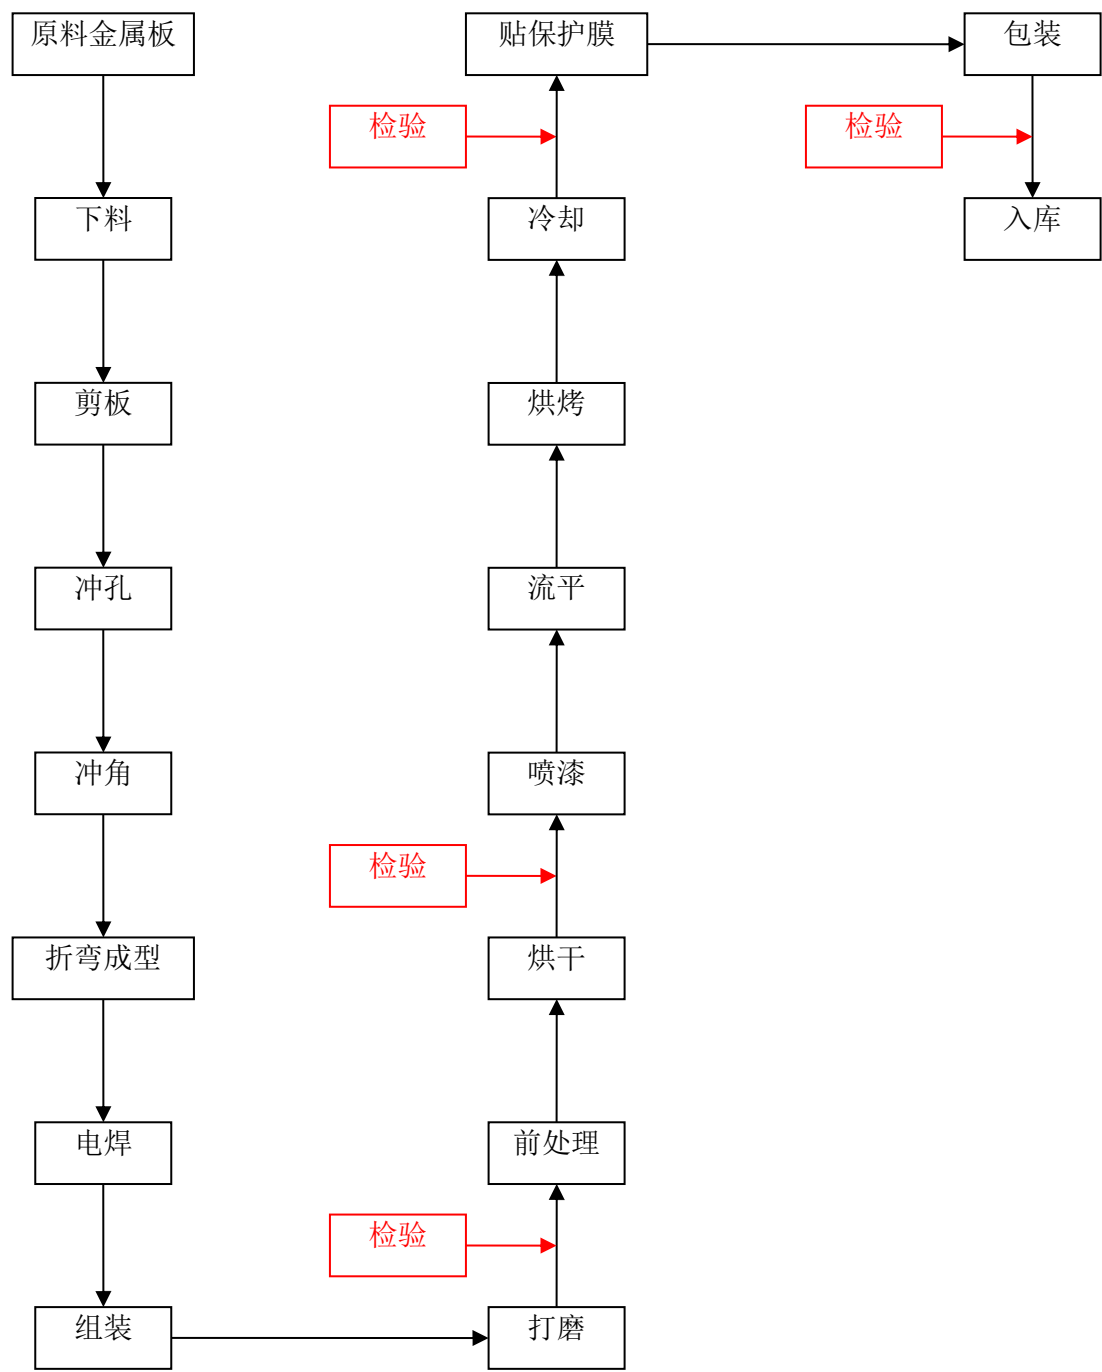 原料金属板
下料
剪板
冲孔
冲角
折弯成型
电焊
组装
打磨
检验
前处理
烘干
检验
喷漆
流平
烘烤
冷却
检验
贴保护膜
包装
检验
入库